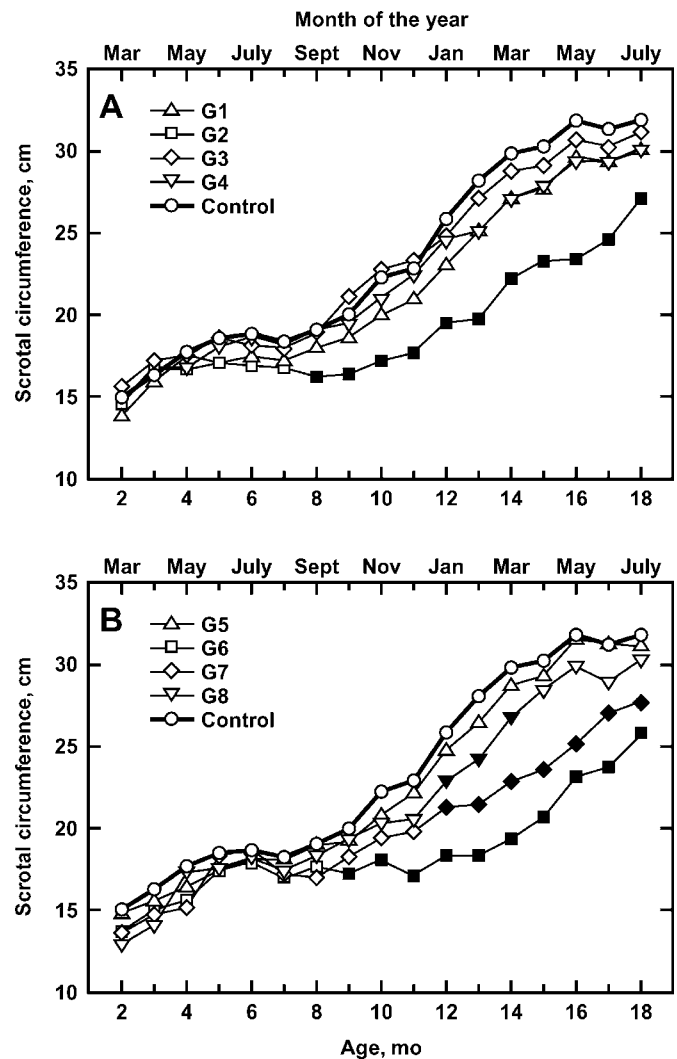 Month of the year
Mar May July Sept Nov Jan Mar May July
35
A
G1
G2
30
G3
G4
Control
25
Scrotal circumference, cm
20
15
10
2 4 6 8 10 12 14 16 18
Mar May July Sept Nov Jan Mar May July
35
B
G5
G6
30
G7
G8
Control
25
Scrotal circumference, cm
20
15
10
2 4 6 8 10 12 14 16 18
Age, mo